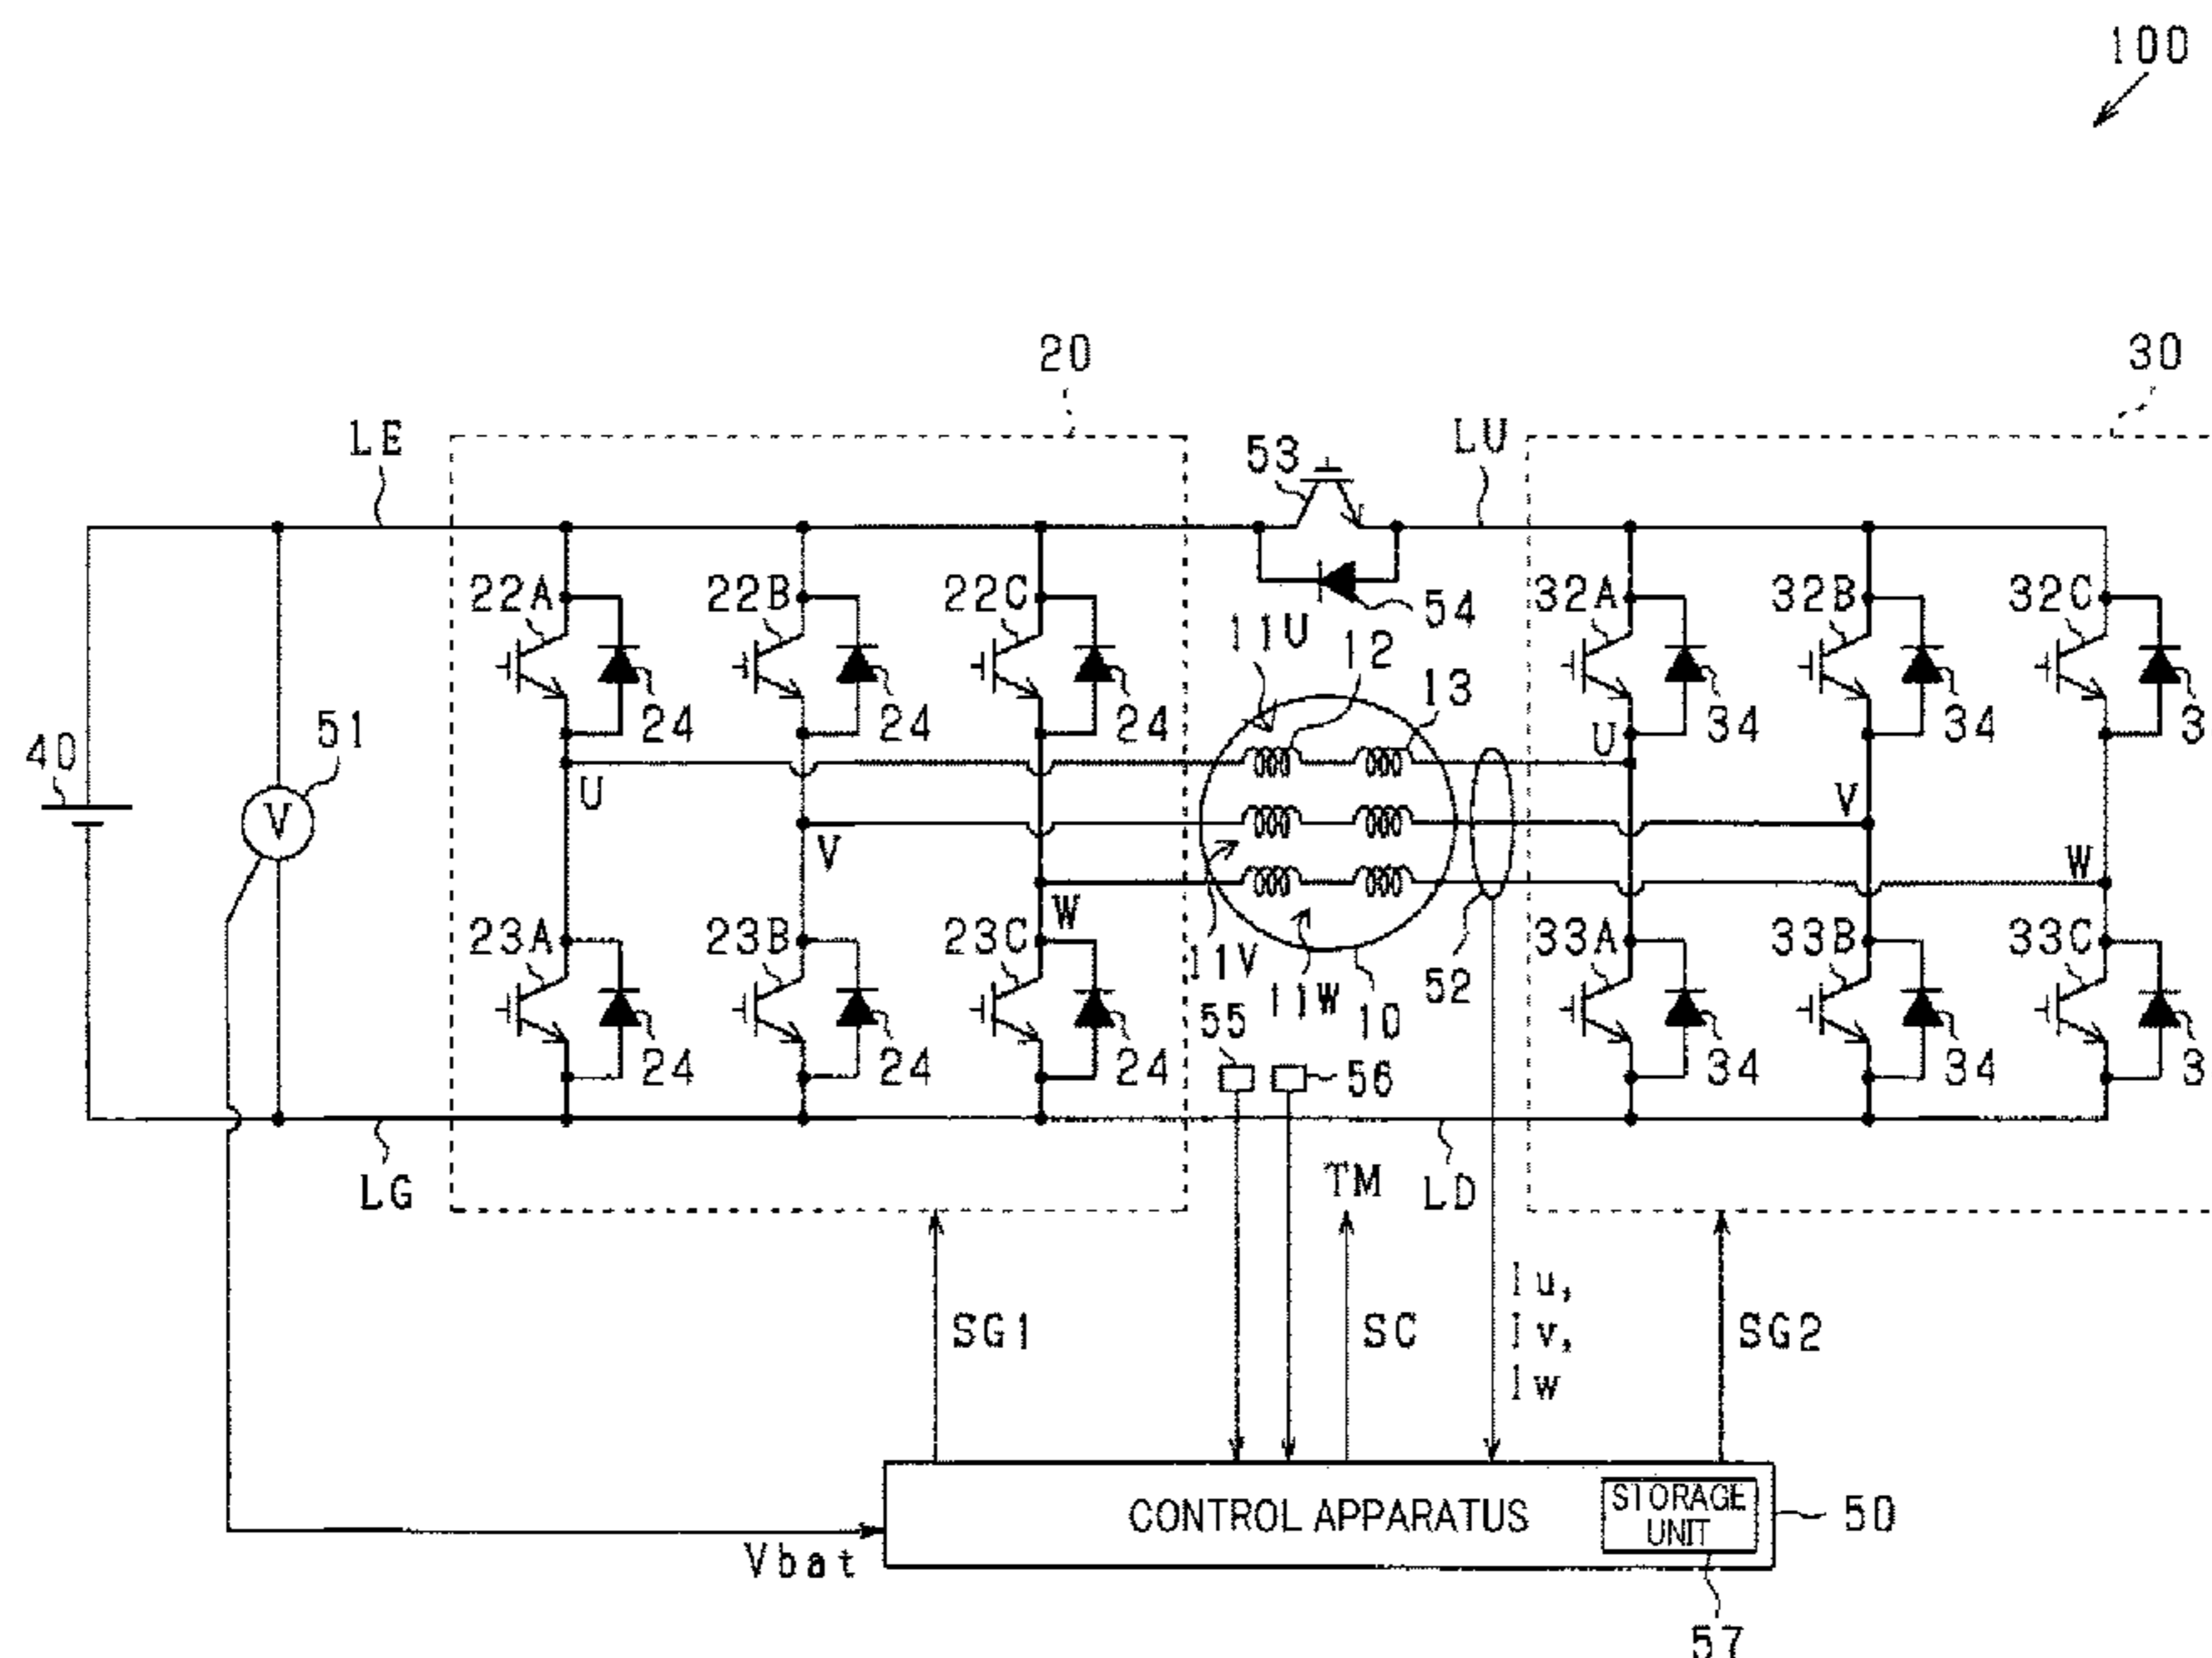 100
20
30
LE
53
LU
22A
22B
22C
54
32A
32B
32C
11U
12
13
24
24
24
34
34
3
40
51
V
U
U
V
V
W
W
23A
23B
23C
11V
11W
10
52
33A
33B
33C
55
56
24
24
24
34
34
3
LG
TM
LD
SG1
SC
Iu,
Iv,
Iw
SG2
CONTROL APPARATUS
STORAGE
UNIT
50
Vbat
57